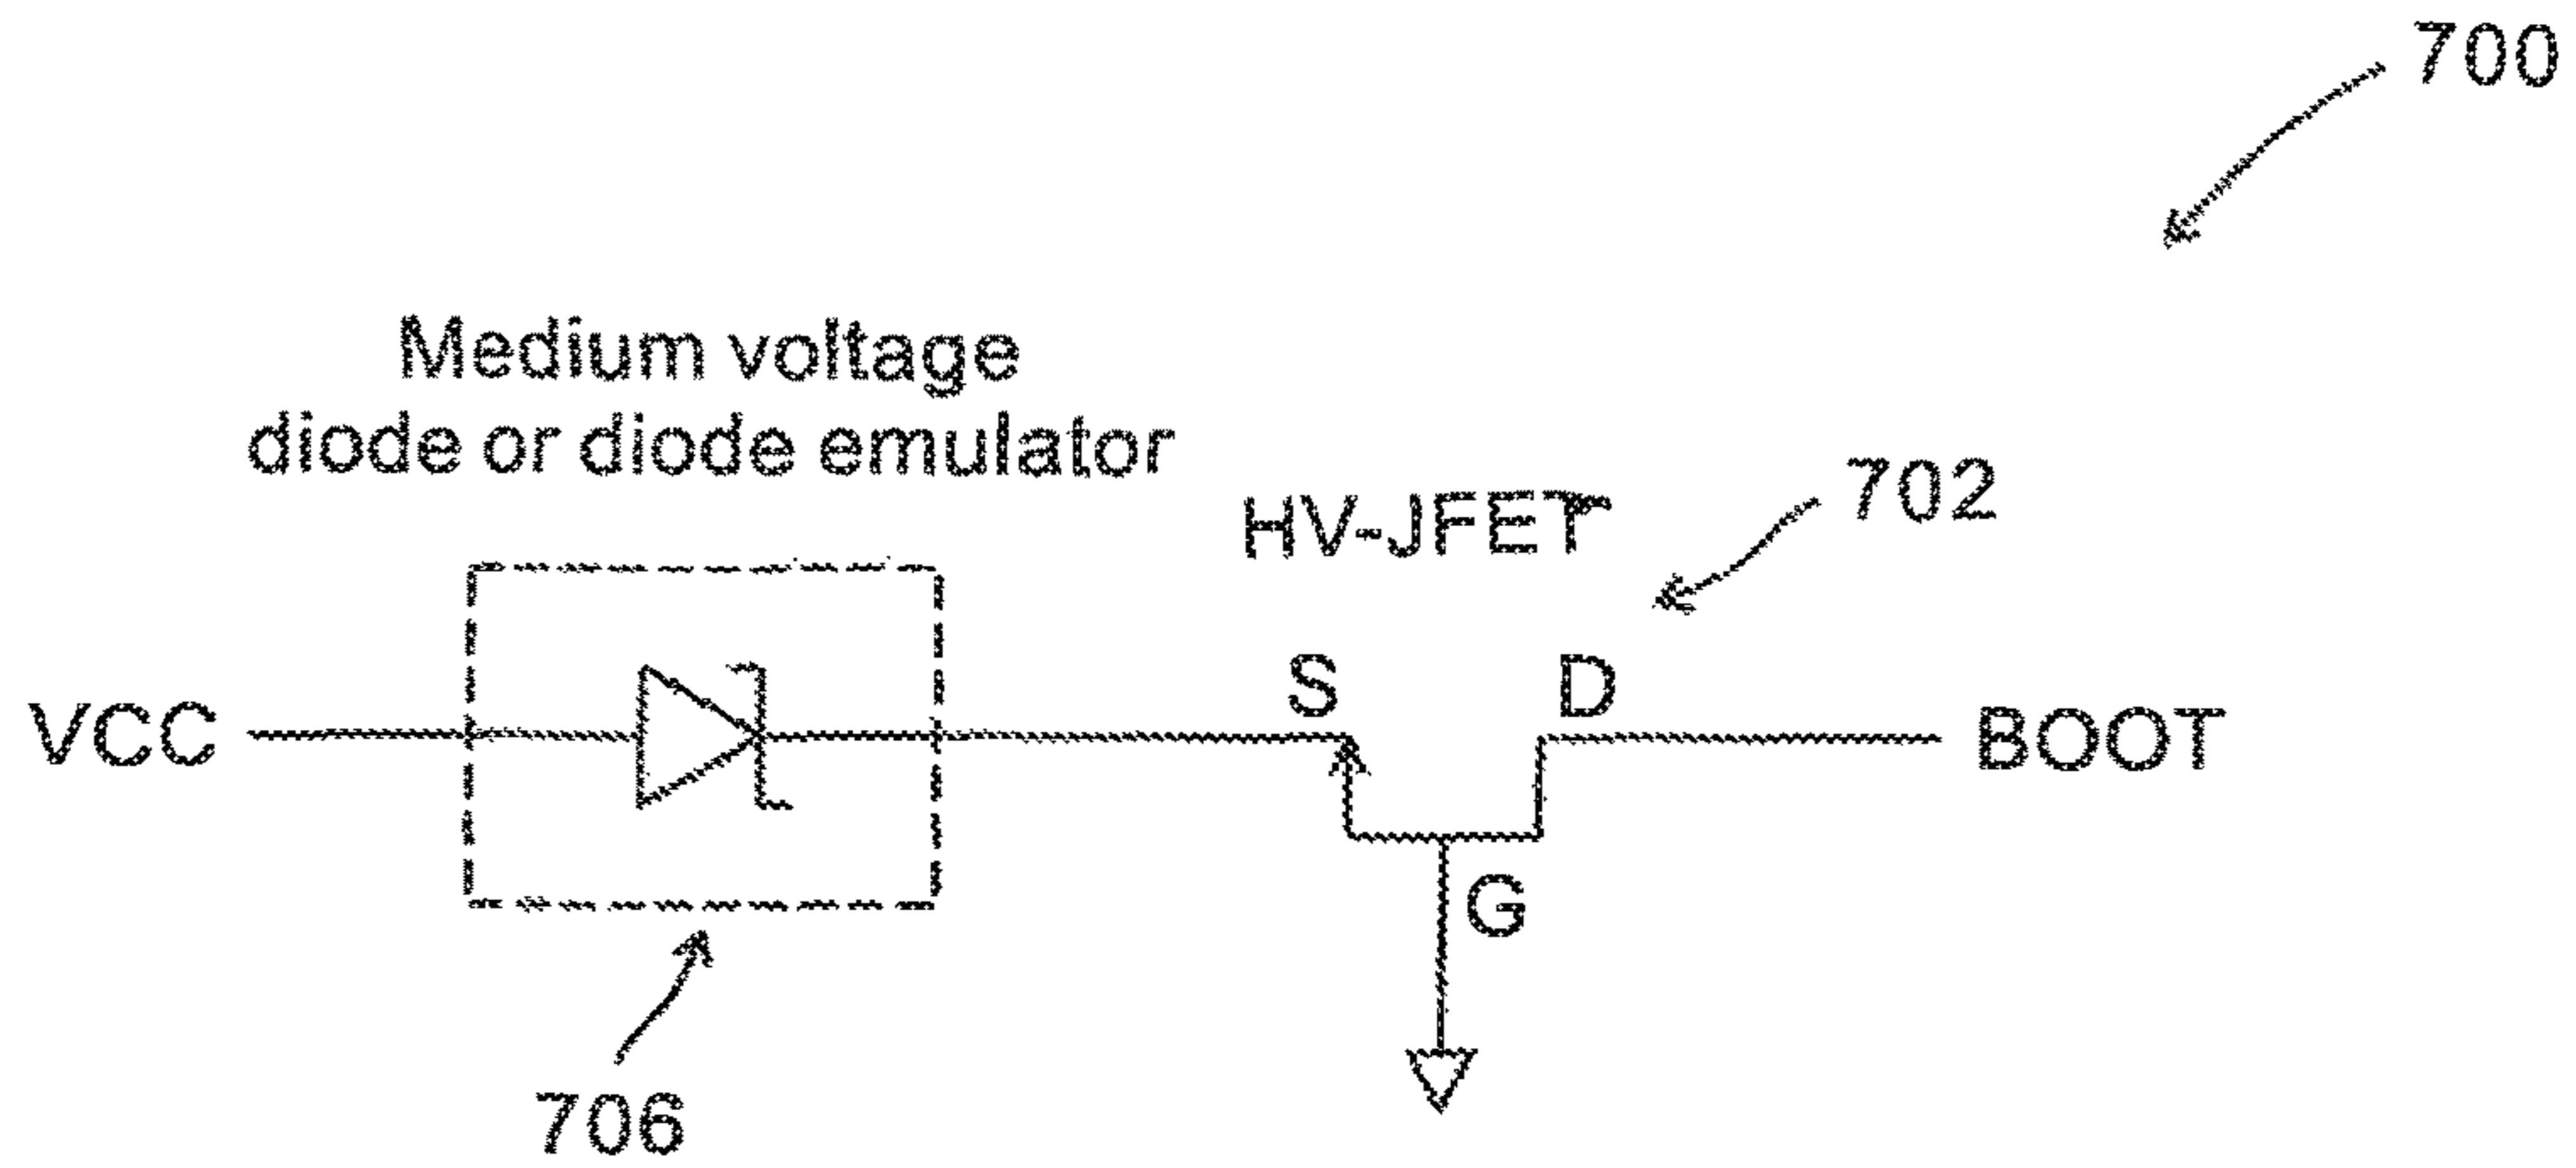 700
Medium voltage
diode or diode emulator
HV-JFET
702
S
D
VCC
BOOT
G
706